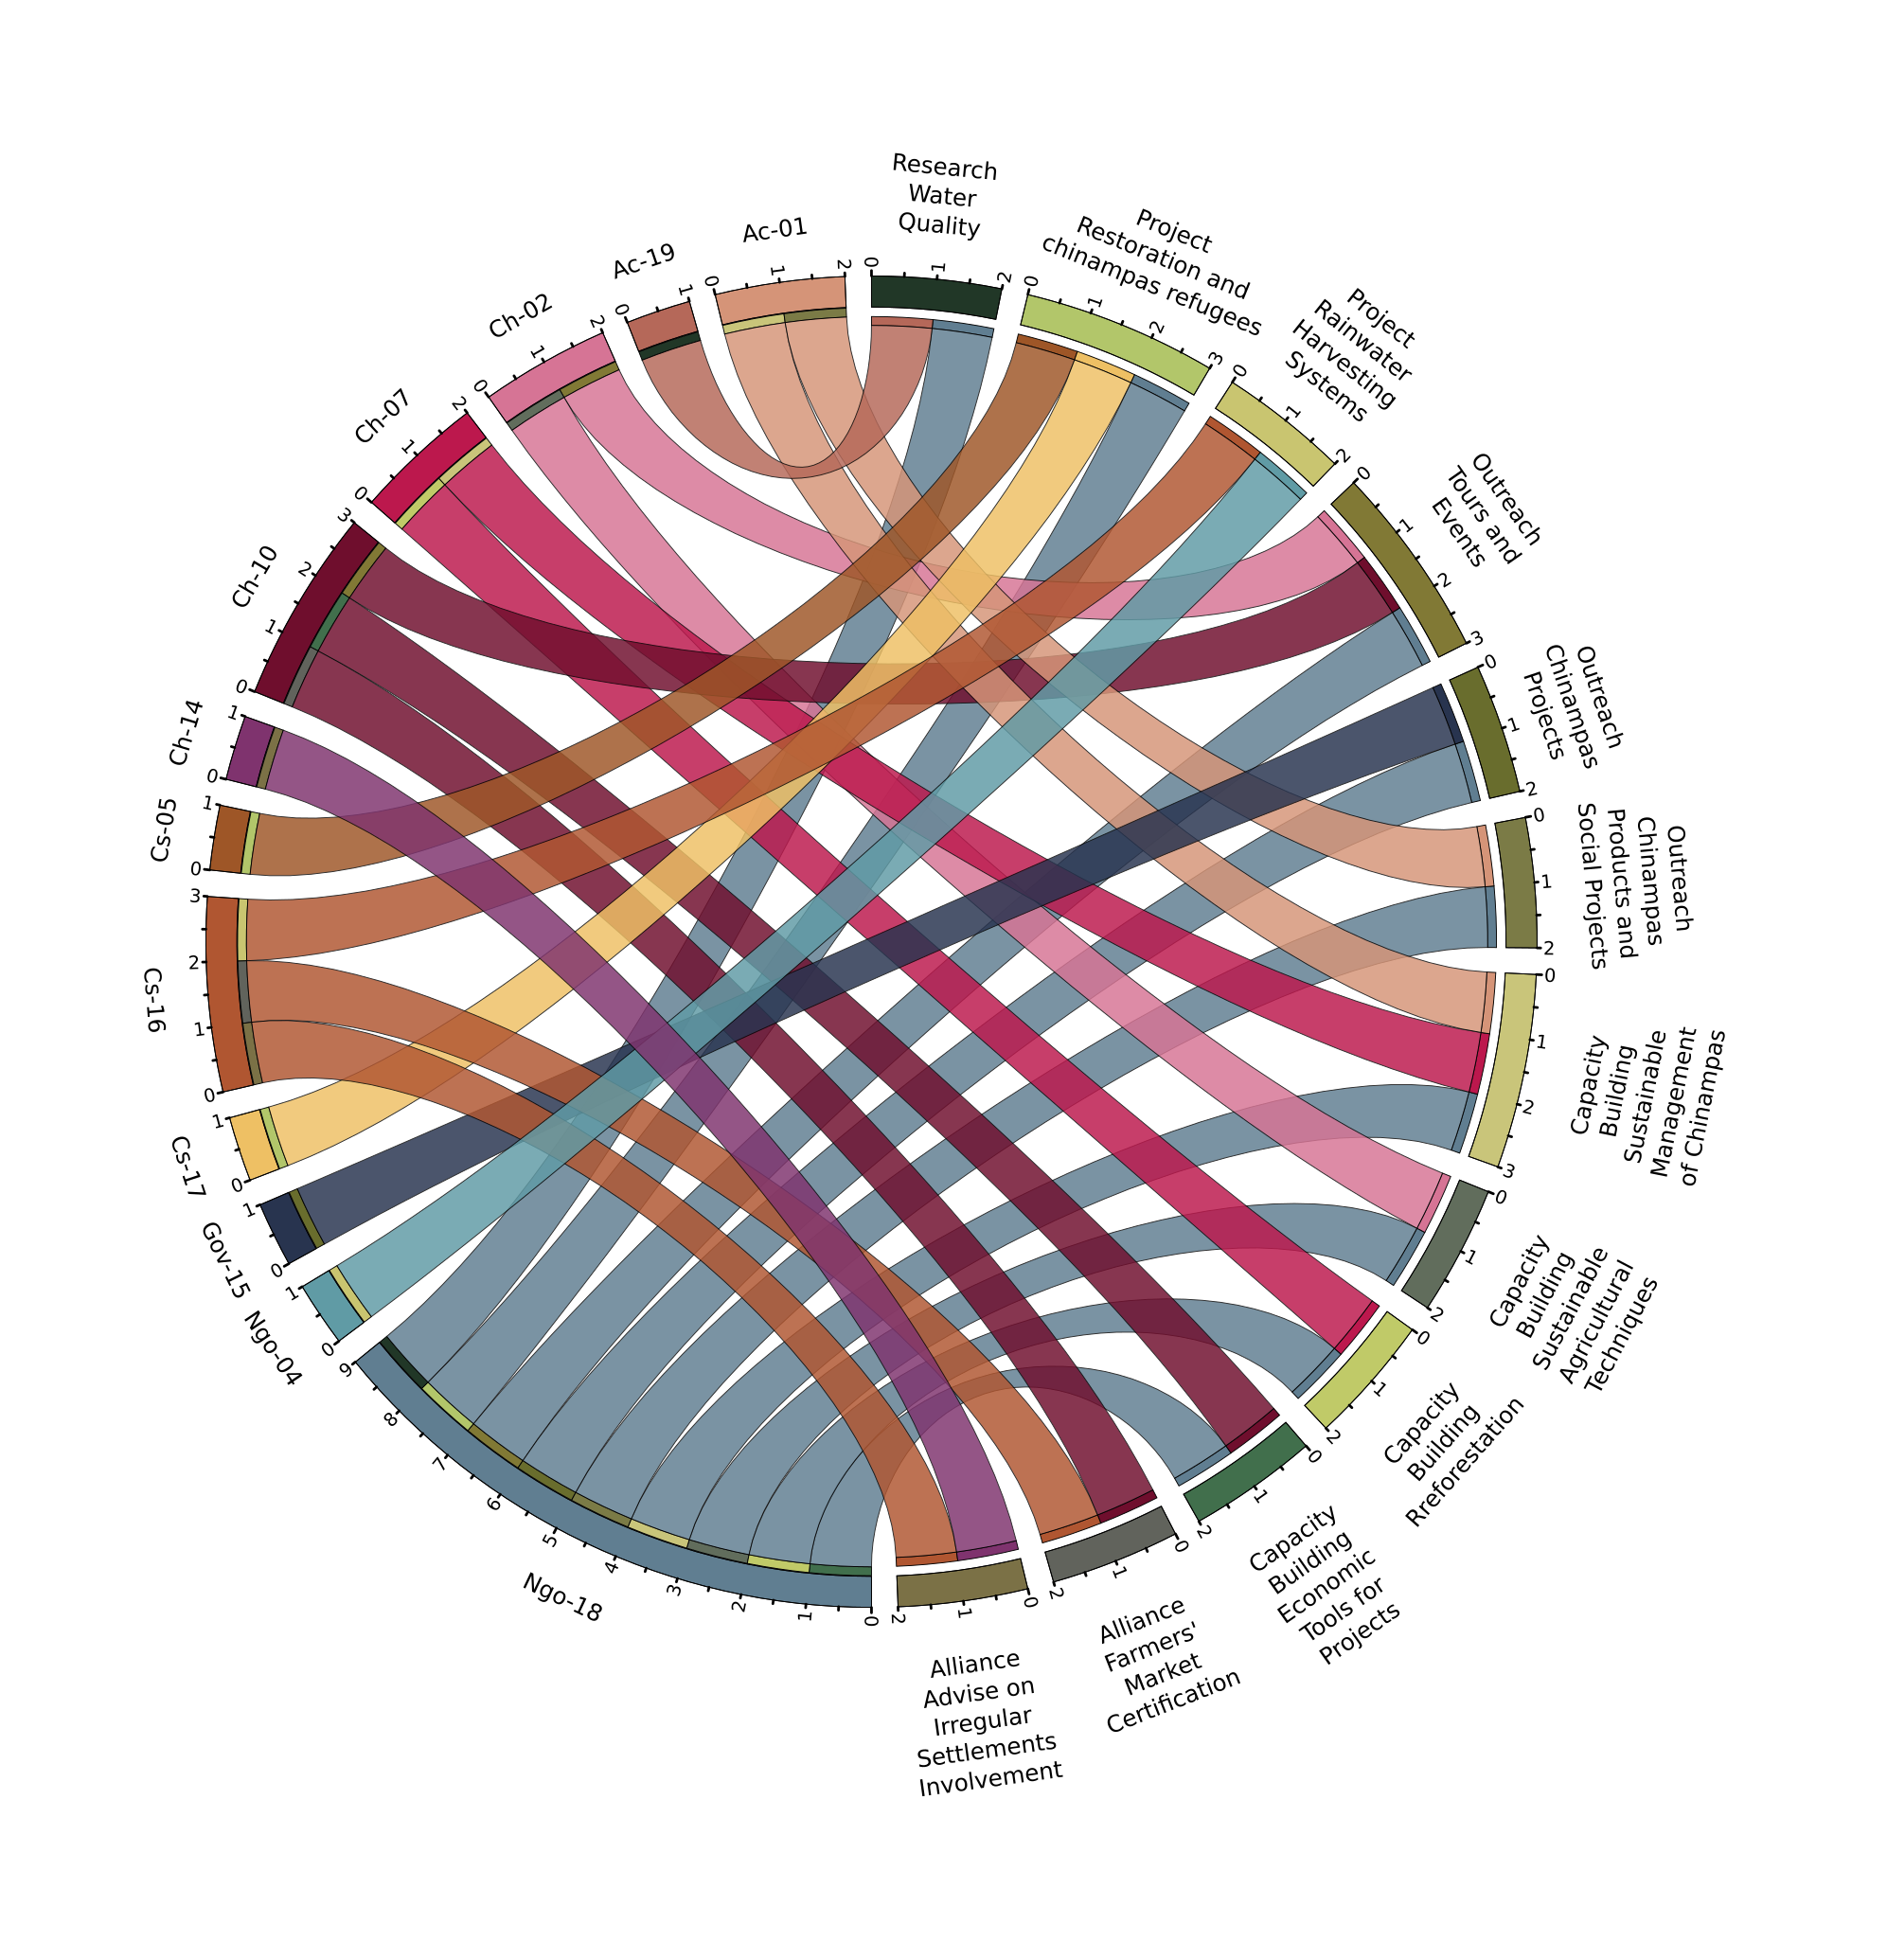 Research
Water
Quality
0
1
2
Project
Restoration and
chinampas refugees
0
1
2
3
Project
Rainwater
Harvesting
Systems
0
1
2
Outreach
Tours and
Events
0
1
2
3
Outreach
Chinampas
Projects
0
1
2
Outreach
Chinampas
Products and
Social Projects
0
1
2
Capacity
Building
Sustainable
Management
of Chinampas
0
1
2
3
Capacity
Building
Sustainable
Agricultural
Techniques
0
1
2
Capacity
Building
Rreforestation
0
1
2
Capacity
Building
Economic
Tools for
Projects
0
1
2
Alliance
Farmers'
Market
Certification
0
1
2
Alliance
Advise on
Irregular
Settlements
Involvement
0
1
2
Ngo-18
0
1
2
3
4
5
6
7
8
9
Ngo-04
0
1
Gov-15
0
1
Cs-17
0
1
Cs-16
0
1
2
3
Cs-05
0
1
Ch-14
0
1
Ch-10
0
1
2
3
Ch-07
0
1
2
Ch-02
0
1
2
Ac-19
0
1
Ac-01
0
1
2